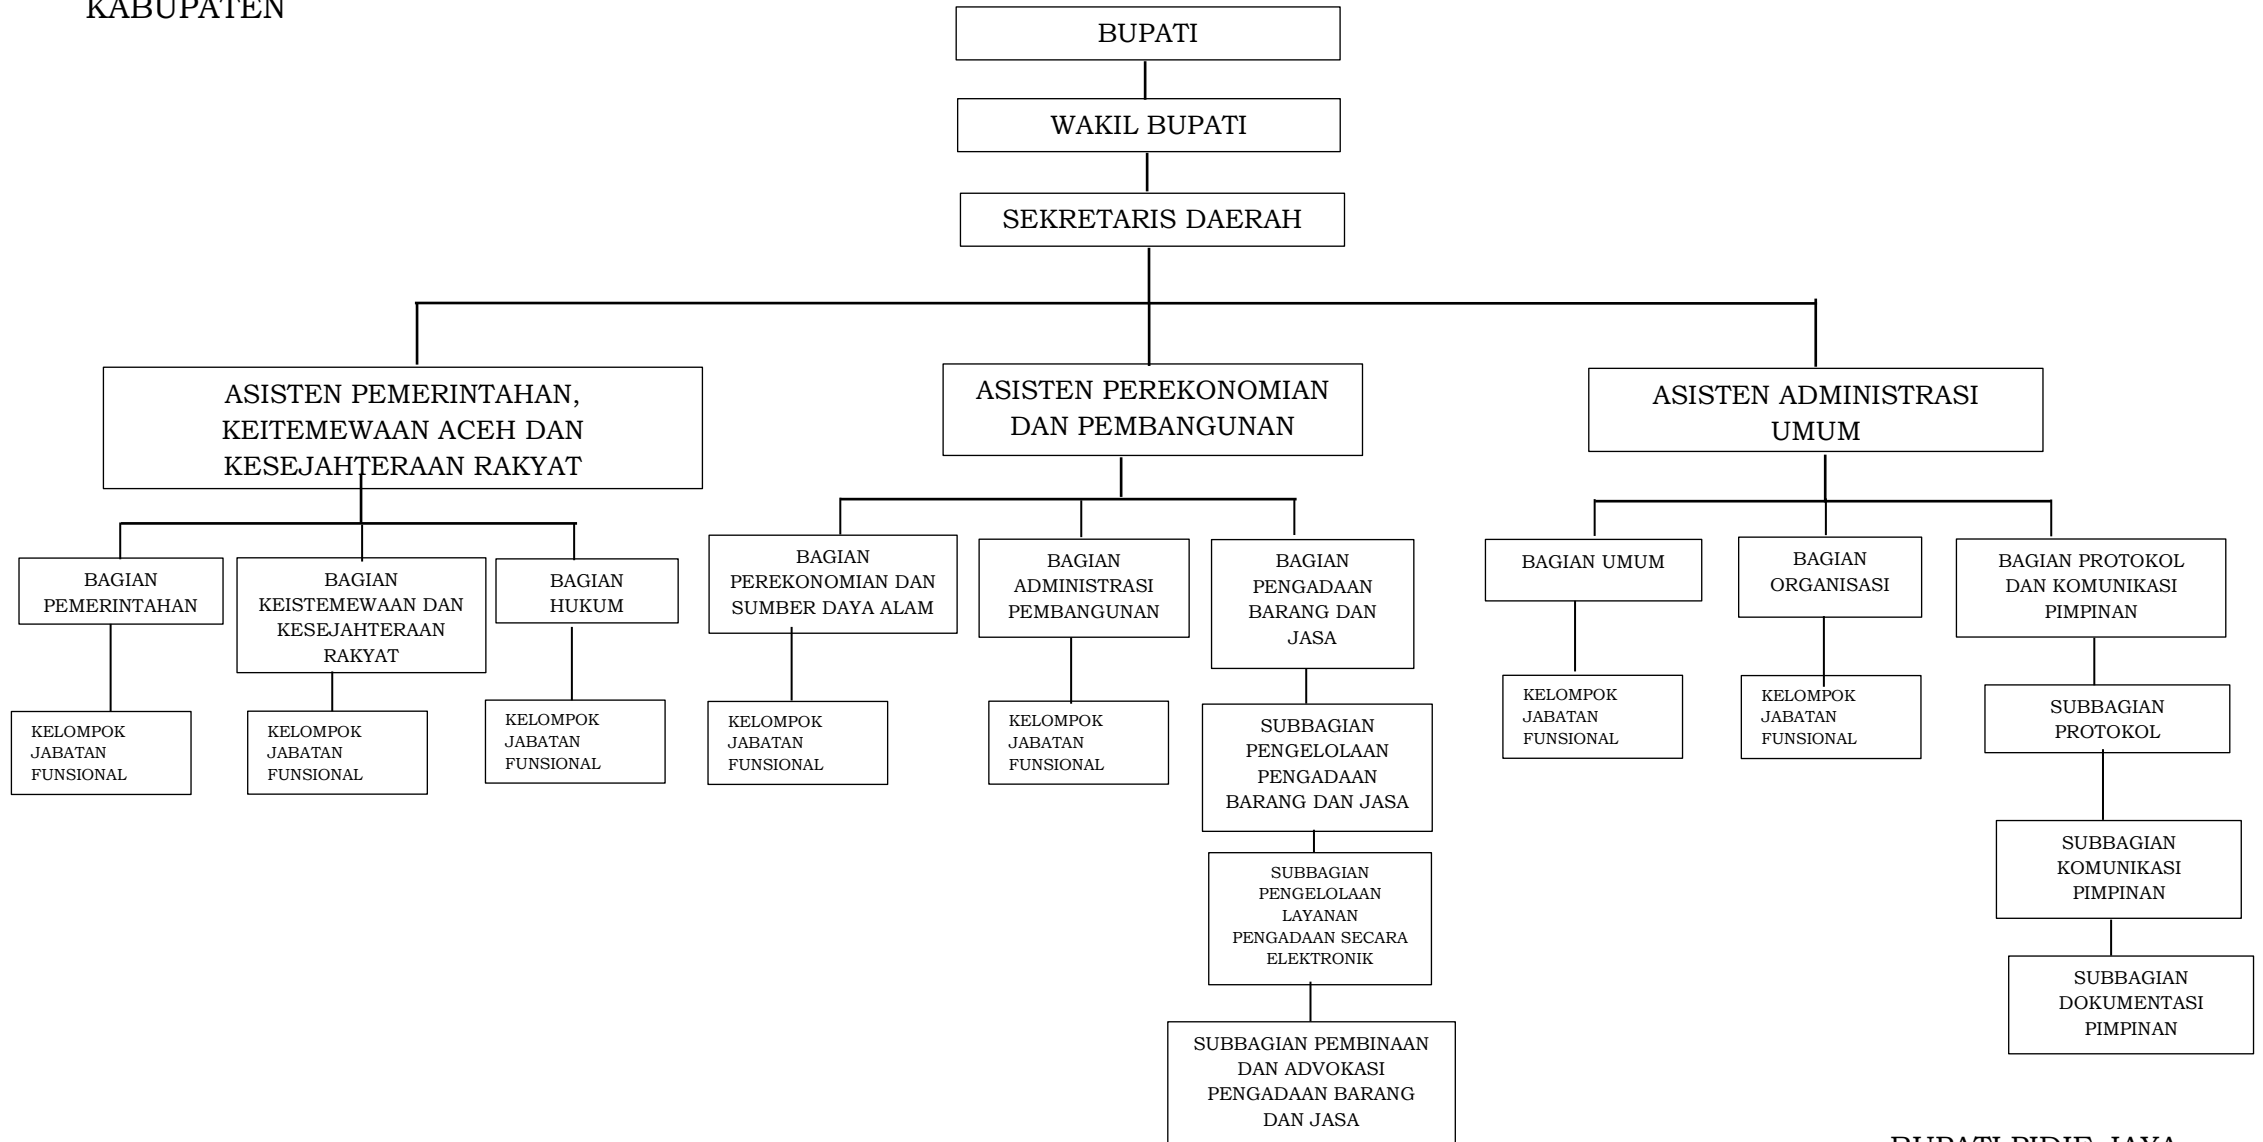 KABUPATEN
BUPATI
WAKIL BUPATI
SEKRETARIS DAERAH
ASISTEN PEMERINTAHAN,
KEITEMEWAAN ACEH DAN
KESEJAHTERAAN RAKYAT
ASISTEN PEREKONOMIAN
DAN PEMBANGUNAN
ASISTEN ADMINISTRASI
UMUM
BAGIAN
PEMERINTAHAN
BAGIAN
KEISTEMEWAAN DAN
KESEJAHTERAAN
RAKYAT
BAGIAN
HUKUM
BAGIAN
PEREKONOMIAN DAN
SUMBER DAYA ALAM
BAGIAN
ADMINISTRASI
PEMBANGUNAN
BAGIAN
PENGADAAN
BARANG DAN
JASA
BAGIAN UMUM
BAGIAN
ORGANISASI
BAGIAN PROTOKOL
DAN KOMUNIKASI
PIMPINAN
KELOMPOK
JABATAN
FUNSIONAL
KELOMPOK
JABATAN
FUNSIONAL
KELOMPOK
JABATAN
FUNSIONAL
KELOMPOK
JABATAN
FUNSIONAL
KELOMPOK
JABATAN
FUNSIONAL
SUBBAGIAN
PENGELOLAAN
PENGADAAN
BARANG DAN JASA
KELOMPOK
JABATAN
FUNSIONAL
KELOMPOK
JABATAN
FUNSIONAL
SUBBAGIAN
PROTOKOL
SUBBAGIAN
PENGELOLAAN
LAYANAN
PENGADAAN SECARA
ELEKTRONIK
SUBBAGIAN
KOMUNIKASI
PIMPINAN
SUBBAGIAN
DOKUMENTASI
PIMPINAN
SUBBAGIAN PEMBINAAN
DAN ADVOKASI
PENGADAAN BARANG
DAN JASA
BUPATI PIDIE JAYA